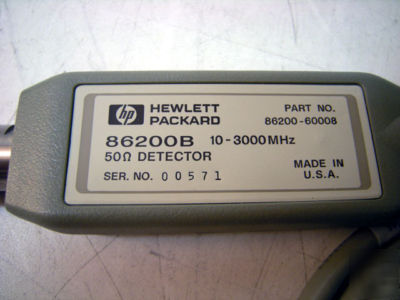 hp HEWLETT PACKARD
PART NO. 86200-60008
86200B 10-3000MHz
50Ω DETECTOR
SER. NO. 00571
MADE IN U.S.A.